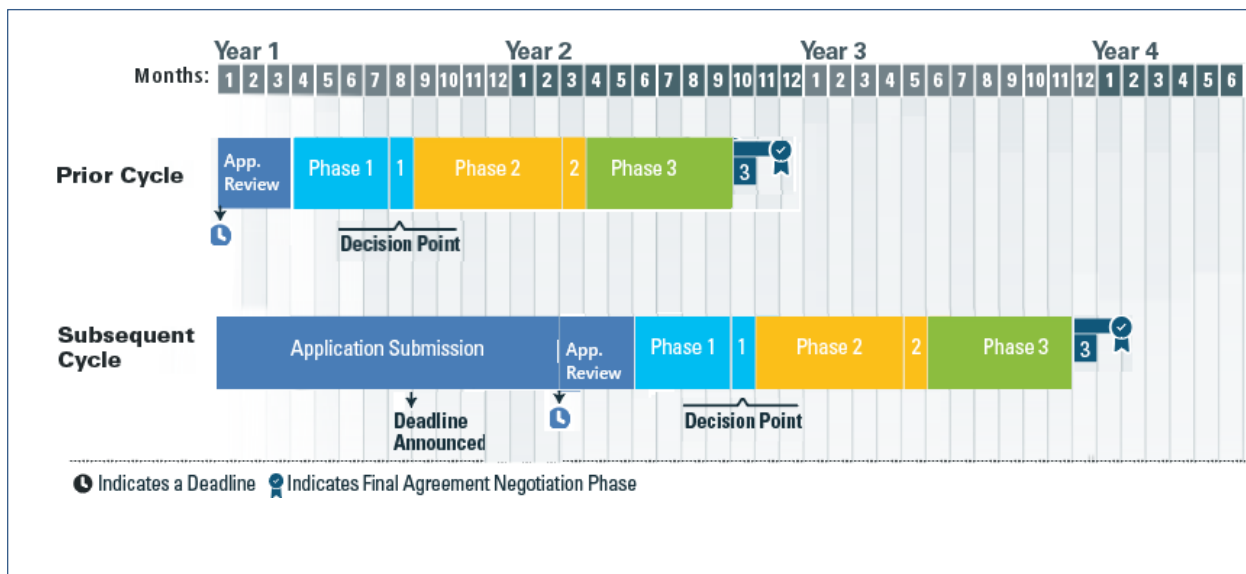 Year 1 Year 2 Year 3 Year 4
Months: 1 2 3 4 5 6 7 8 9 10 11 12 1 2 3 4 5 6 7 8 9 10 11 12 1 2 3 4 5 6 7 8 9 10 11 12 1 2 3 4 5 6
Prior Cycle
App.
Review
Phase 1 1 Phase 2 2 Phase 3 3
Decision Point
Subsequent
Cycle
Application Submission
App.
Review
Phase 1 1 Phase 2 2 Phase 3 3
Deadline
Announced
Decision Point
Indicates a Deadline Indicates Final Agreement Negotiation Phase